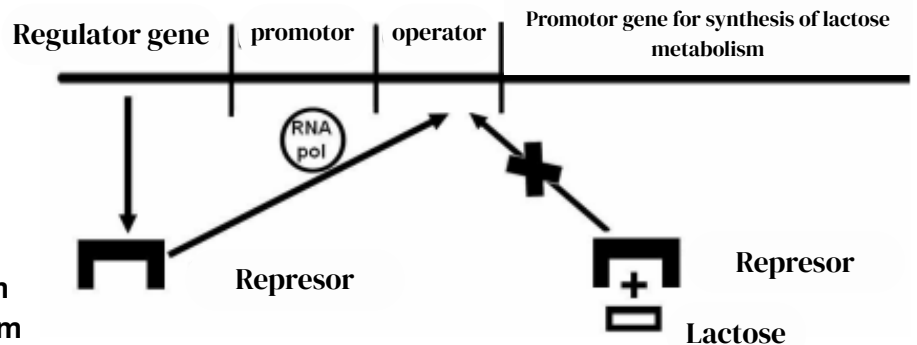 Regulator gene
promotor
operator
Promotor gene for synthesis of lactose
metabolism
RNA
pol
Represor
+
Represor
Lactose